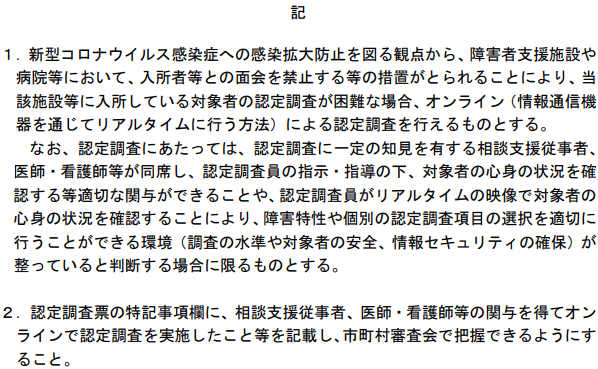 記
１．新型コロナウイルス感染症への感染拡大防止を図る観点から、障害者支援施設や
病院等において、入所者等との面会を禁止する等の措置がとられることにより、当
該施設等に入所している対象者の認定調査が困難な場合、オンライン（情報通信機
器を通じてリアルタイムに行う方法）による認定調査を行えるものとする。
なお、認定調査にあたっては、認定調査に一定の知見を有する相談支援従事者、
医師・看護師等が同席し、認定調査員の指示・指導の下、対象者の心身の状況を確
認する等適切な関与ができることや、認定調査員がリアルタイムの映像で対象者の
心身の状況を確認することにより、障害特性や個別の認定調査項目の選択を適切に
行うことができる環境（調査の水準や対象者の安全、情報セキュリティの確保）が
整っていると判断する場合に限るものとする。
２．認定調査票の特記事項欄に、相談支援従事者、医師・看護師等の関与を得てオン
ラインで認定調査を実施したこと等を記載し、市町村審査会で把握できるようにす
ること。